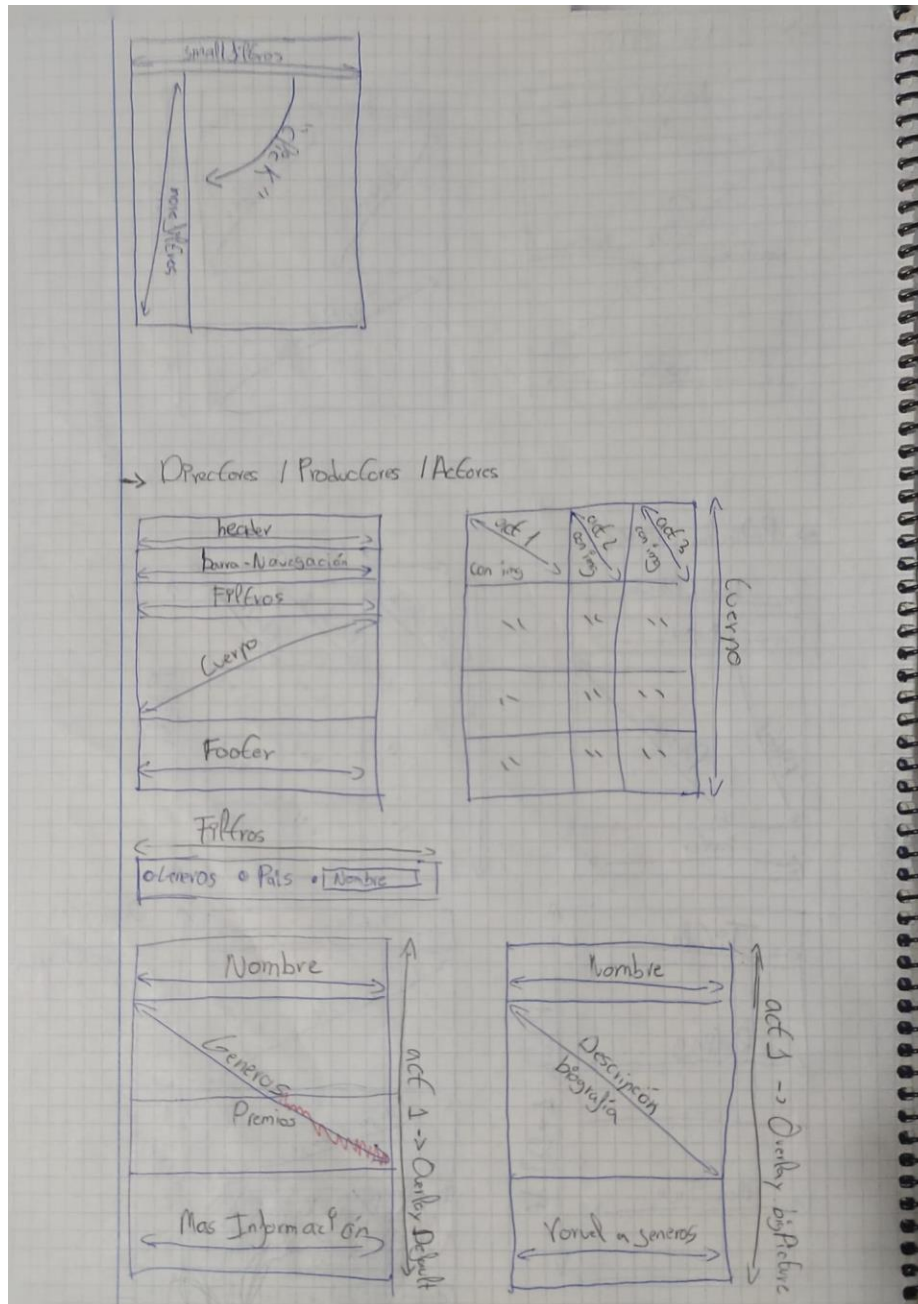 small filtros
"Click"
more filtros
→ Directores / Productores / Actores
header
barra-Navegación
Filtros
Cuerpo
Footer
act 1
con img
act 2
con img
act 3
con img
" " "
" " "
" " "
Cuerpo
Filtros
Generos País Nombre
Nombre
Generos
Premios
Mas Información
act 1 -> Overlay Default
Nombre
Descripción
biografía
a generos
act 1 -> Overlay bigPicture